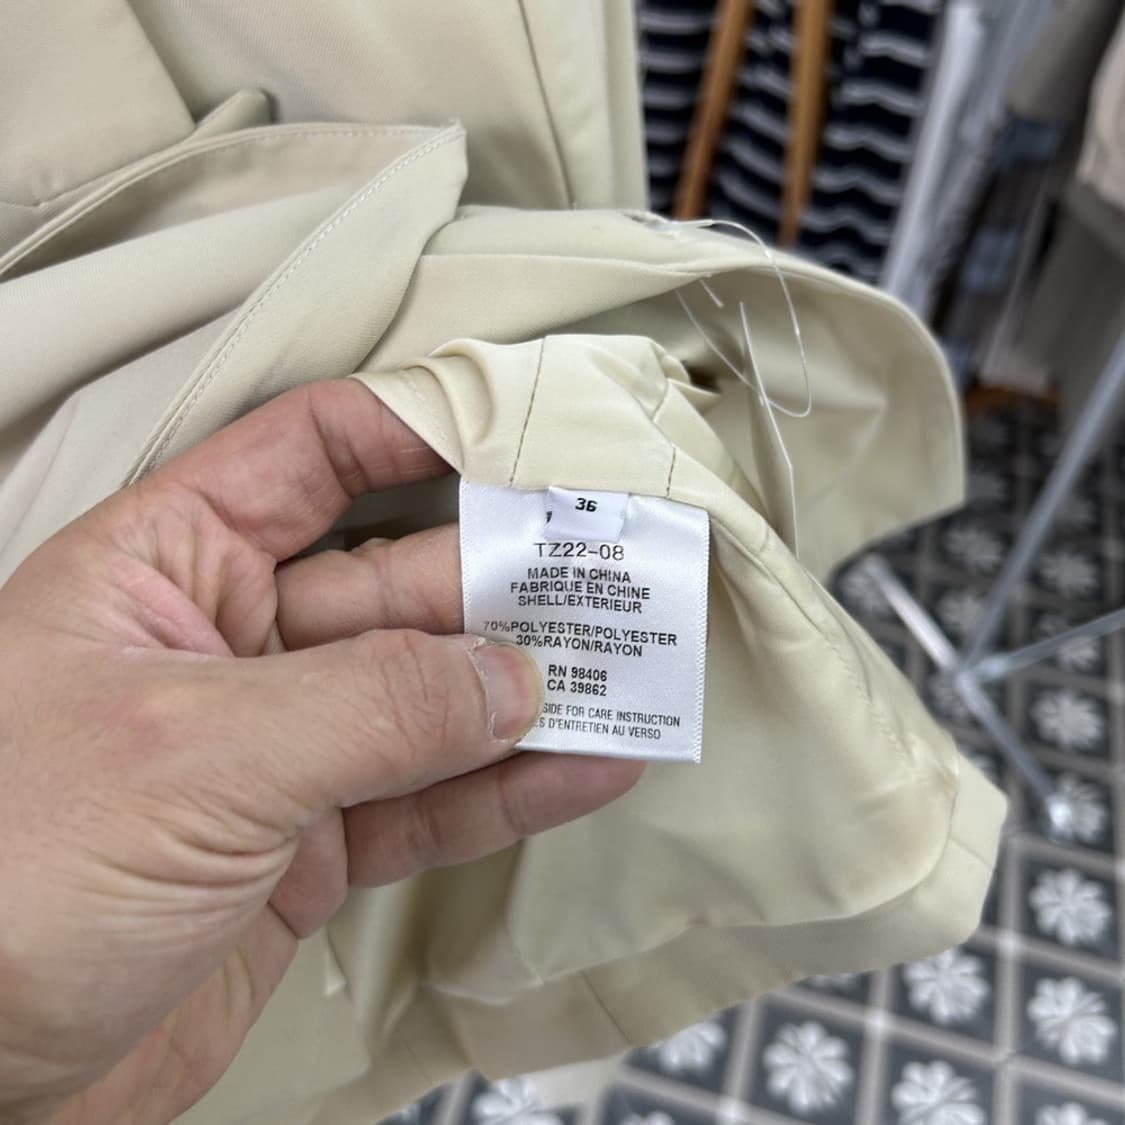 36
TZ22-08
MADE IN CHINA
FABRIQUE EN CHINE
SHELL/EXTERIEUR
70%POLYESTER/POLYESTER
30%RAYON/RAYON
RN 98406
CA 39862
SIDE FOR CARE INSTRUCTION
D'ENTRETIEN AU VERSO